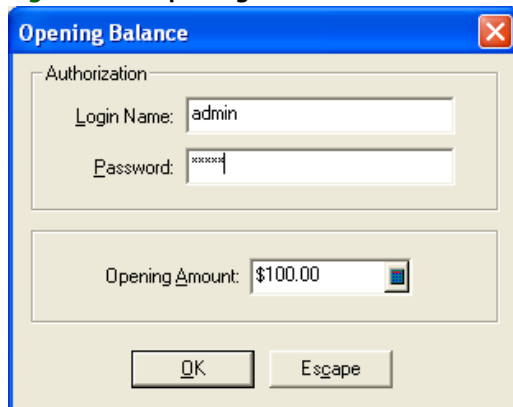 Opening Balance
Authorization
Login Name: admin
Password: *****
Opening Amount: $100.00
OK Escape